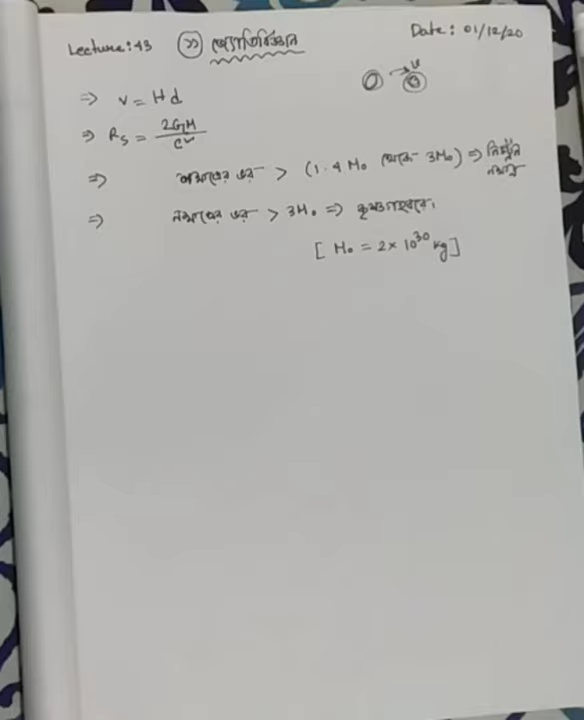 Lecture: 43 (১১) জ্যোতির্বিজ্ঞান Date: 01/12/20
⇒ v = Hd
⇒ Rs = 2GM/c²
⇒ নক্ষত্রের ভর > (1.4 M₀ থেকে 3M₀) ⇒ নিউট্রন নক্ষত্র
⇒ নক্ষত্রের ভর > 3M₀ ⇒ কৃষ্ণগহ্বর।
[ M₀ = 2 × 10³⁰ kg ]